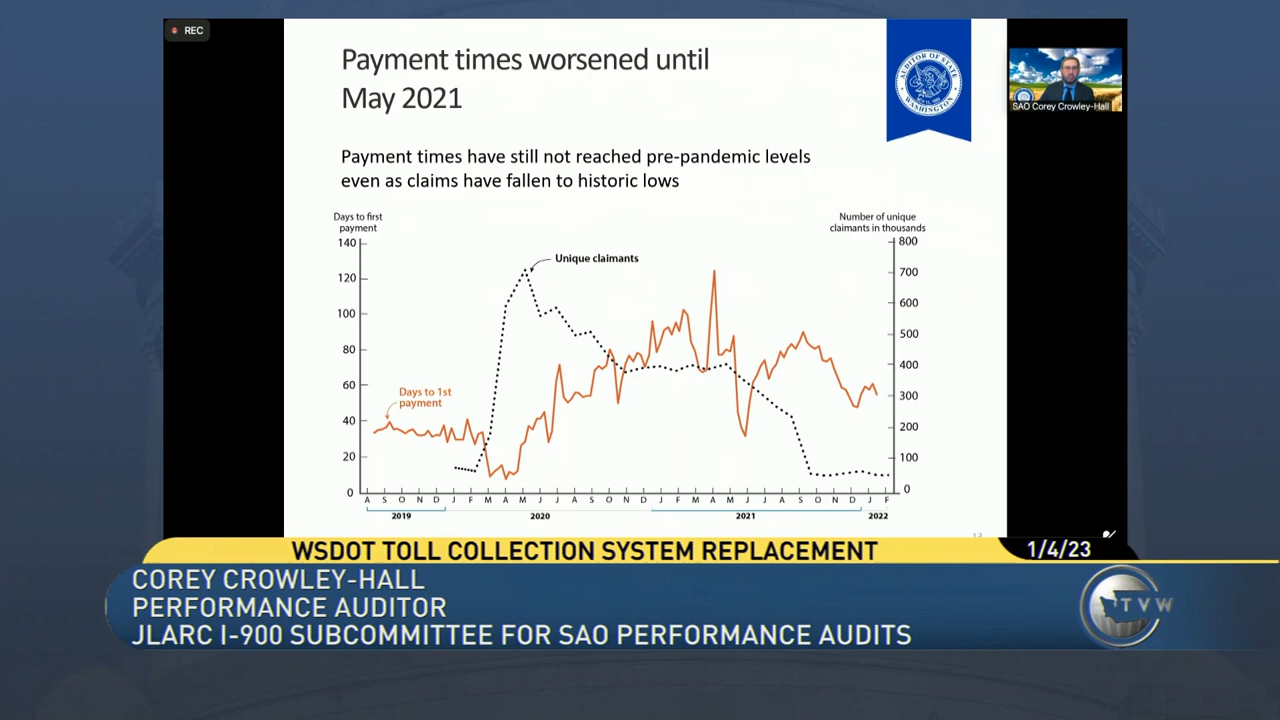 REC
Payment times worsened until
May 2021
AUDITOR OF STATE
WASHINGTON
SAO Corey Crowley-Hall
Payment times have still not reached pre-pandemic levels
even as claims have fallen to historic lows
Days to first
payment
Number of unique
claimants in thousands
140
120
100
80
60
40
20
0
800
700
600
500
400
300
200
100
0
Unique claimants
Days to 1st
payment
A S O N D J F M A M J J A S O N D J F M A M J J A S O N D J F
2019 2020 2021 2022
WSDOT TOLL COLLECTION SYSTEM REPLACEMENT
1/4/23
COREY CROWLEY-HALL
PERFORMANCE AUDITOR
JLARC I-900 SUBCOMMITTEE FOR SAO PERFORMANCE AUDITS
TVW